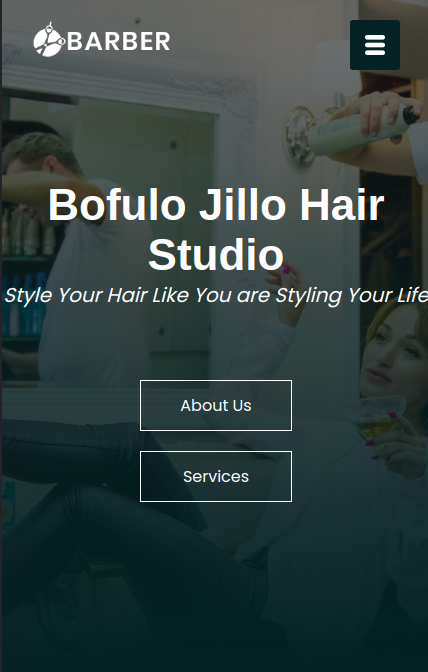 BARBER
Bofulo Jillo Hair
Studio
Style Your Hair Like You are Styling Your Life
About Us
Services